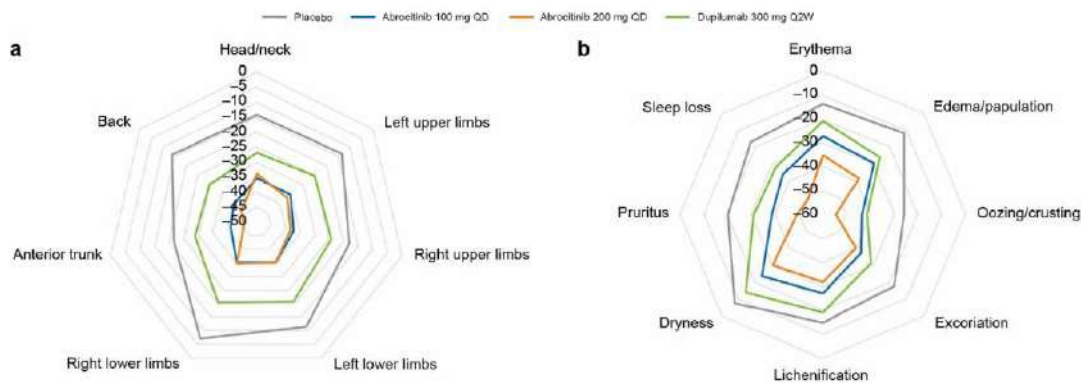 Placebo Abrocitinib 100 mg QD Abrocitinib 200 mg QD Dupilumab 300 mg Q2W
a
Head/neck
0
–5
–10
–15
–20
–25
–30
–35
–40
–45
–50
Left upper limbs
Right upper limbs
Left lower limbs
Right lower limbs
Anterior trunk
Back
b
Erythema
0
–10
–20
–30
–40
–50
–60
Edema/papulation
Oozing/crusting
Excoriation
Lichenification
Dryness
Pruritus
Sleep loss